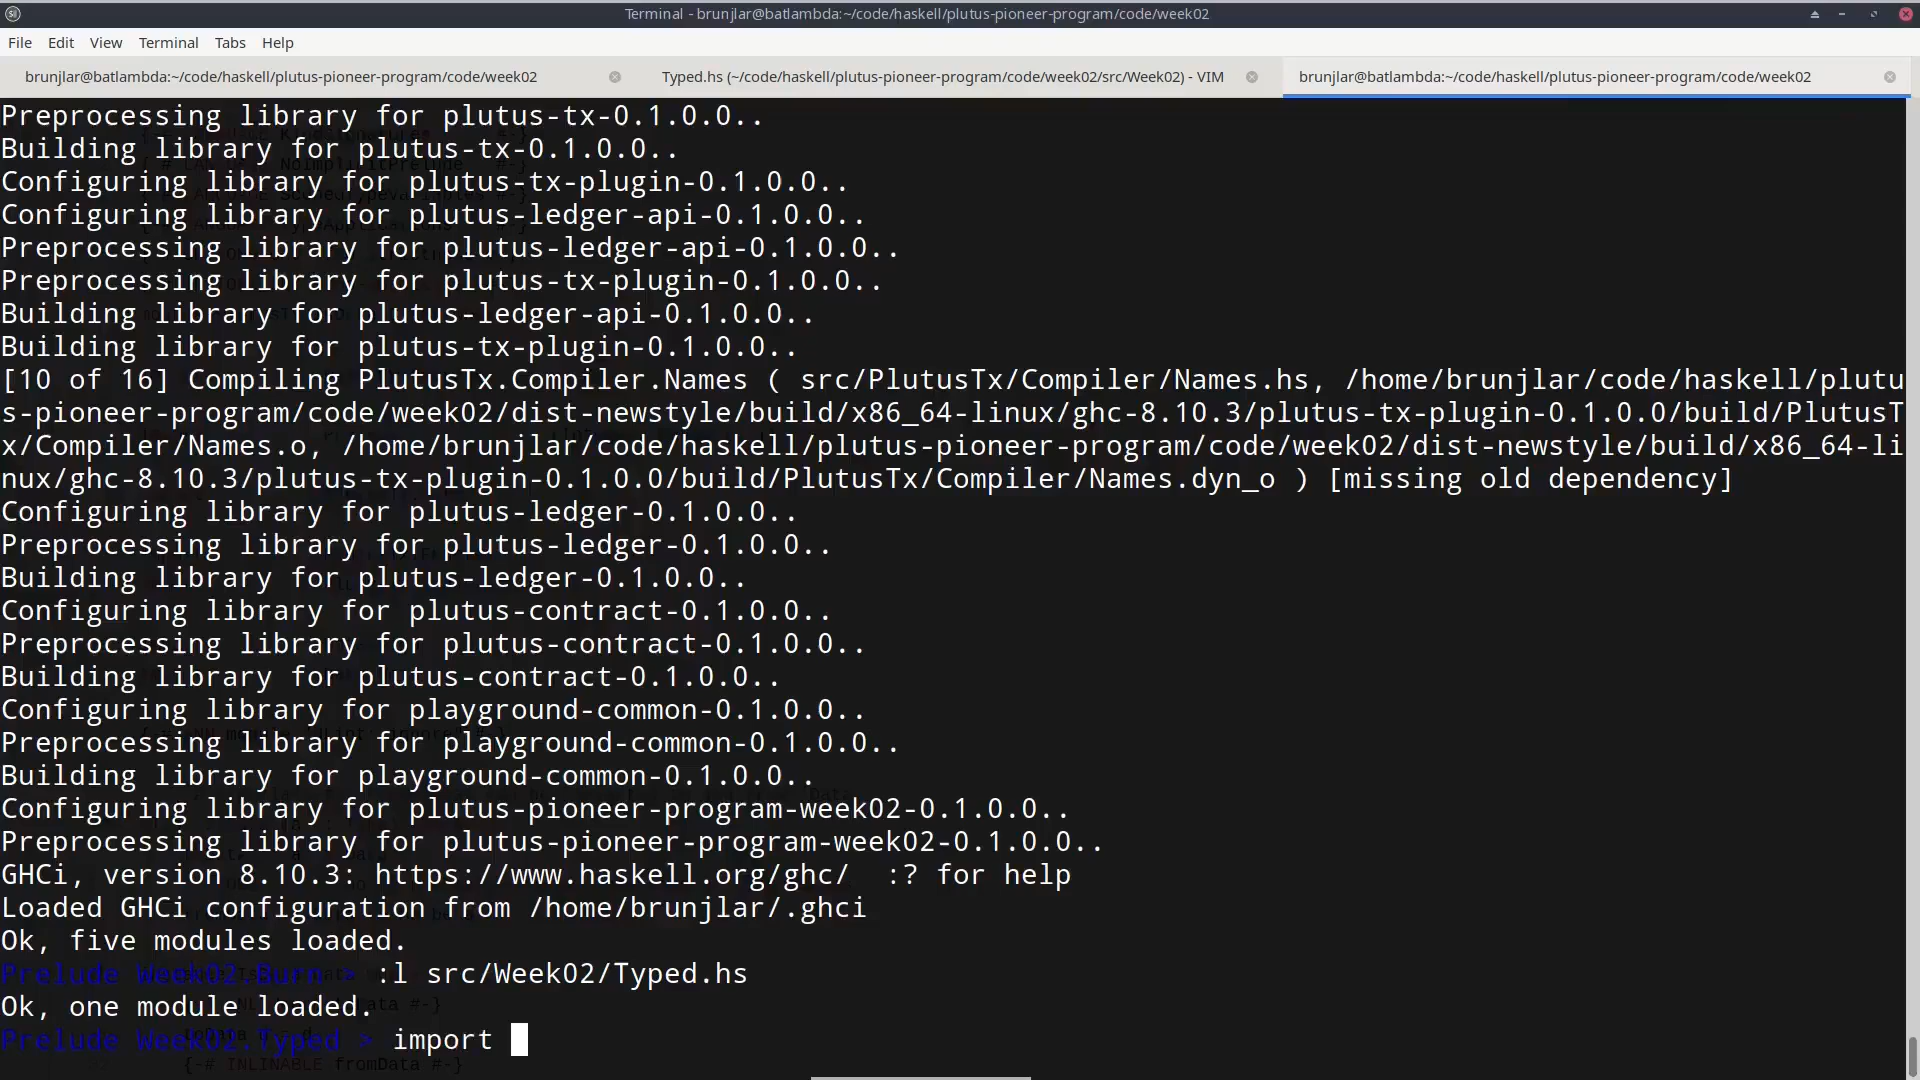 Terminal - brunjlar@batlambda:~/code/haskell/plutus-pioneer-program/code/week02
File Edit View Terminal Tabs Help
brunjlar@batlambda:~/code/haskell/plutus-pioneer-program/code/week02
Typed.hs (~/code/haskell/plutus-pioneer-program/code/week02/src/Week02) - VIM
brunjlar@batlambda:~/code/haskell/plutus-pioneer-program/code/week02
Preprocessing library for plutus-tx-0.1.0.0..
Building library for plutus-tx-0.1.0.0..
Configuring library for plutus-tx-plugin-0.1.0.0..
Configuring library for plutus-ledger-api-0.1.0.0..
Preprocessing library for plutus-ledger-api-0.1.0.0..
Preprocessing library for plutus-tx-plugin-0.1.0.0..
Building library for plutus-ledger-api-0.1.0.0..
Building library for plutus-tx-plugin-0.1.0.0..
[10 of 16] Compiling PlutusTx.Compiler.Names ( src/PlutusTx/Compiler/Names.hs, /home/brunjlar/code/haskell/plutu
s-pioneer-program/code/week02/dist-newstyle/build/x86_64-linux/ghc-8.10.3/plutus-tx-plugin-0.1.0.0/build/PlutusT
x/Compiler/Names.o, /home/brunjlar/code/haskell/plutus-pioneer-program/code/week02/dist-newstyle/build/x86_64-li
nux/ghc-8.10.3/plutus-tx-plugin-0.1.0.0/build/PlutusTx/Compiler/Names.dyn_o ) [missing old dependency]
Configuring library for plutus-ledger-0.1.0.0..
Preprocessing library for plutus-ledger-0.1.0.0..
Building library for plutus-ledger-0.1.0.0..
Configuring library for plutus-contract-0.1.0.0..
Preprocessing library for plutus-contract-0.1.0.0..
Building library for plutus-contract-0.1.0.0..
Configuring library for playground-common-0.1.0.0..
Preprocessing library for playground-common-0.1.0.0..
Building library for playground-common-0.1.0.0..
Configuring library for plutus-pioneer-program-week02-0.1.0.0..
Preprocessing library for plutus-pioneer-program-week02-0.1.0.0..
GHCi, version 8.10.3: https://www.haskell.org/ghc/  :? for help
Loaded GHCi configuration from /home/brunjlar/.ghci
Ok, five modules loaded.
Prelude Week02.Burn > :l src/Week02/Typed.hs
Ok, one module loaded.
Prelude Week02.Typed > import
{-# INLINABLE fromData #-}